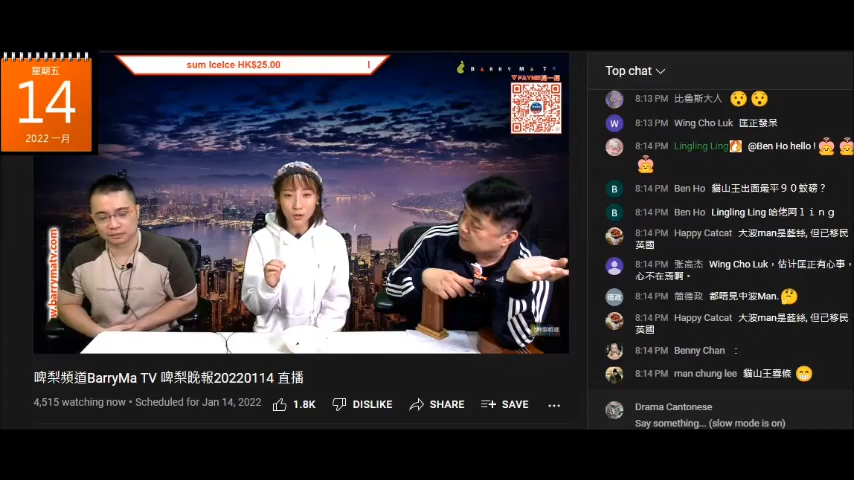 星期五
14
2022 一月
sum IceIce HK$25.00
BARRYMA TV
www.barrymatv.com
啤梨頻道BarryMa TV 啤梨晚報20220114 直播
4,515 watching now • Scheduled for Jan 14, 2022
1.8K
DISLIKE
SHARE
SAVE
Top chat
8:13 PM 比魯斯大人 😯😯
8:13 PM Wing Cho Luk 匡正發呆
8:14 PM Lingling Ling @Ben Ho hello !
8:14 PM Ben Ho 貓山王出面最平９０蚊磅？
8:14 PM Ben Ho Lingling Ling 哈佬阿ｌｉｎｇ
8:14 PM Happy Catcat 大波man是藍絲, 但已移民
英國
8:14 PM 张高杰 Wing Cho Luk，估计匡正有心事，
心不在焉啊。
8:14 PM 簡德政 都唔見中波Man. 🤔
8:14 PM Happy Catcat 大波man是藍絲, 但已移民
英國
8:14 PM Benny Chan ：
8:14 PM man chung lee 貓山王雪條 😁
Drama Cantonese
Say something... (slow mode is on)